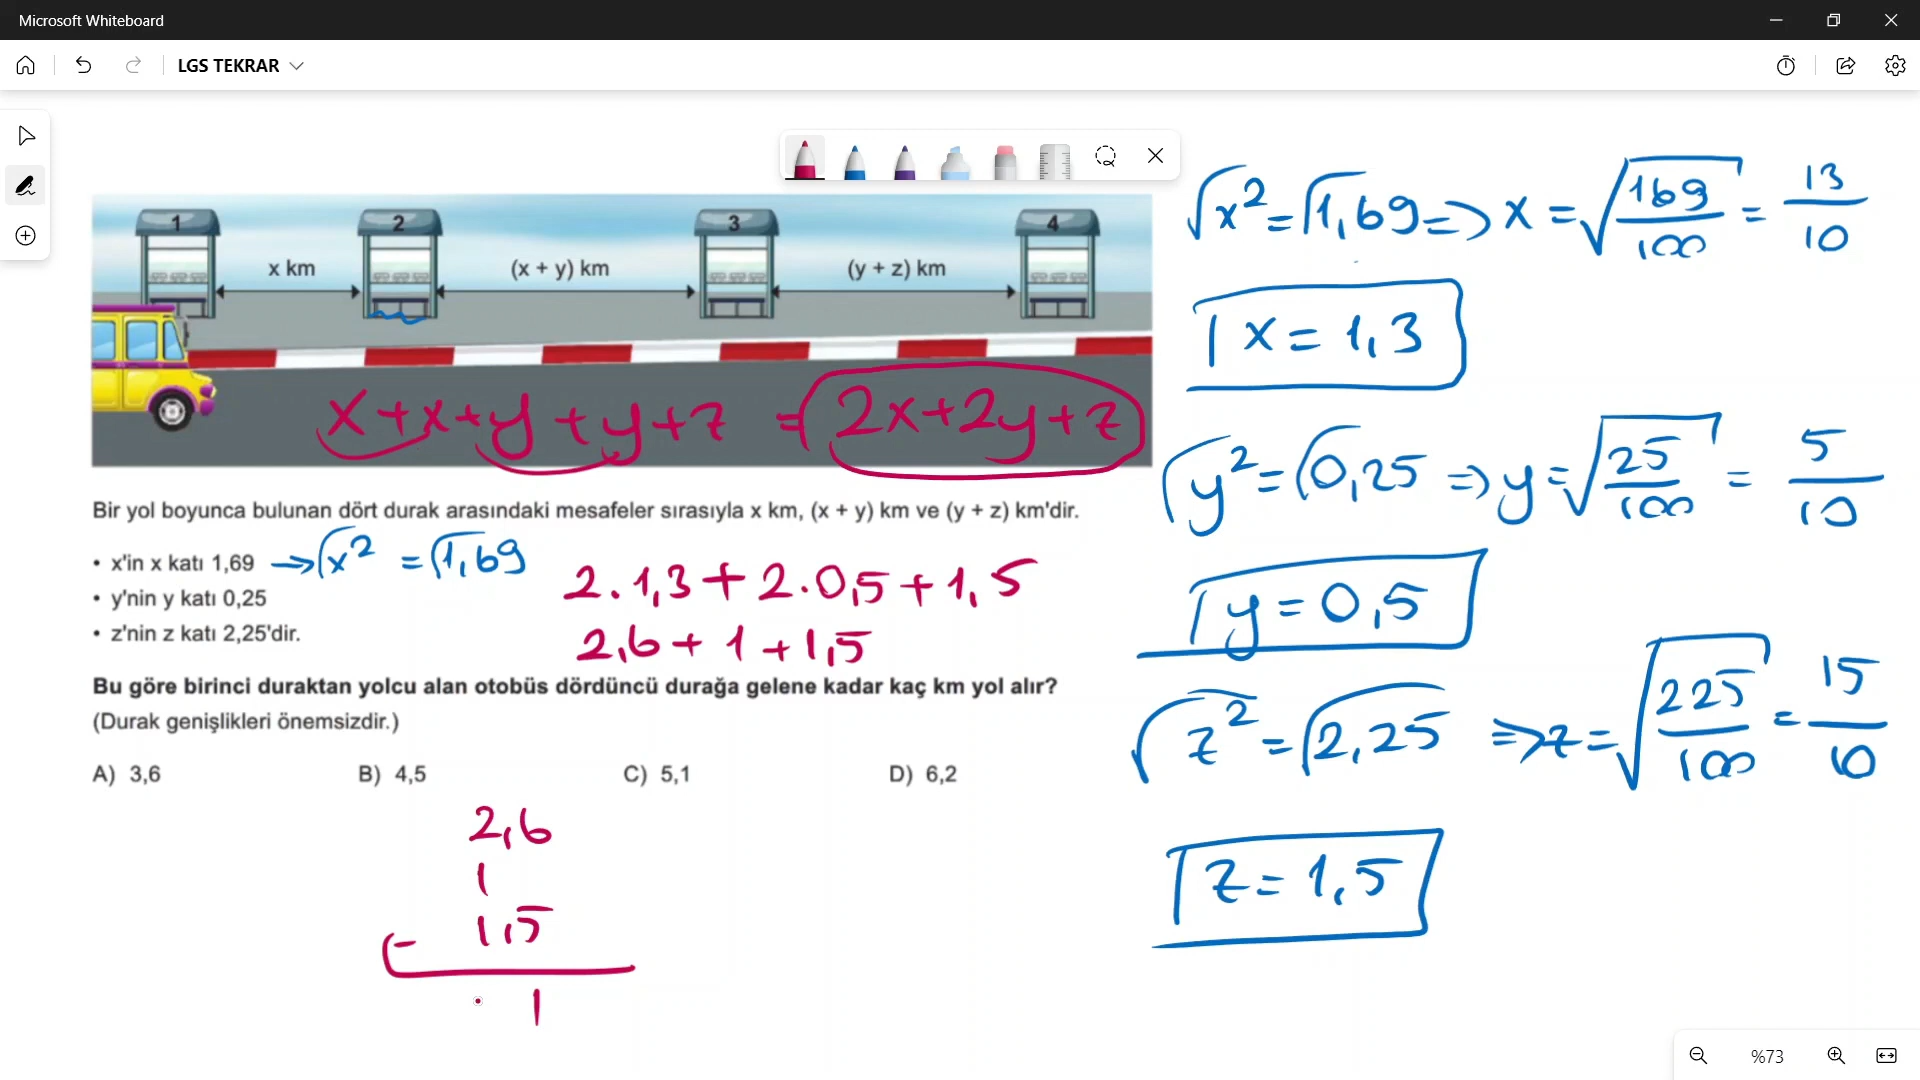 Microsoft Whiteboard
LGS TEKRAR
1 2 3 4
x km (x + y) km (y + z) km
x+x+y+y+z = 2x+2y+z
Bir yol boyunca bulunan dört durak arasındaki mesafeler sırasıyla x km, (x + y) km ve (y + z) km'dir.
• x'in x katı 1,69 → √x² = √1,69
• y'nin y katı 0,25
• z'nin z katı 2,25'dir.
2.1,3+2.0,5+1,5
2,6+1+1,5
Bu göre birinci duraktan yolcu alan otobüs dördüncü durağa gelene kadar kaç km yol alır?
(Durak genişlikleri önemsizdir.)
A) 3,6 B) 4,5 C) 5,1 D) 6,2
2,6
1
1,5
-
1
√x² = √1,69 => x = √169/100 = 13/10
x = 1,3
√y² = √0,25 => y = √25/100 = 5/10
y = 0,5
√z² = √2,25 => z = √225/100 = 15/10
z = 1,5
%73